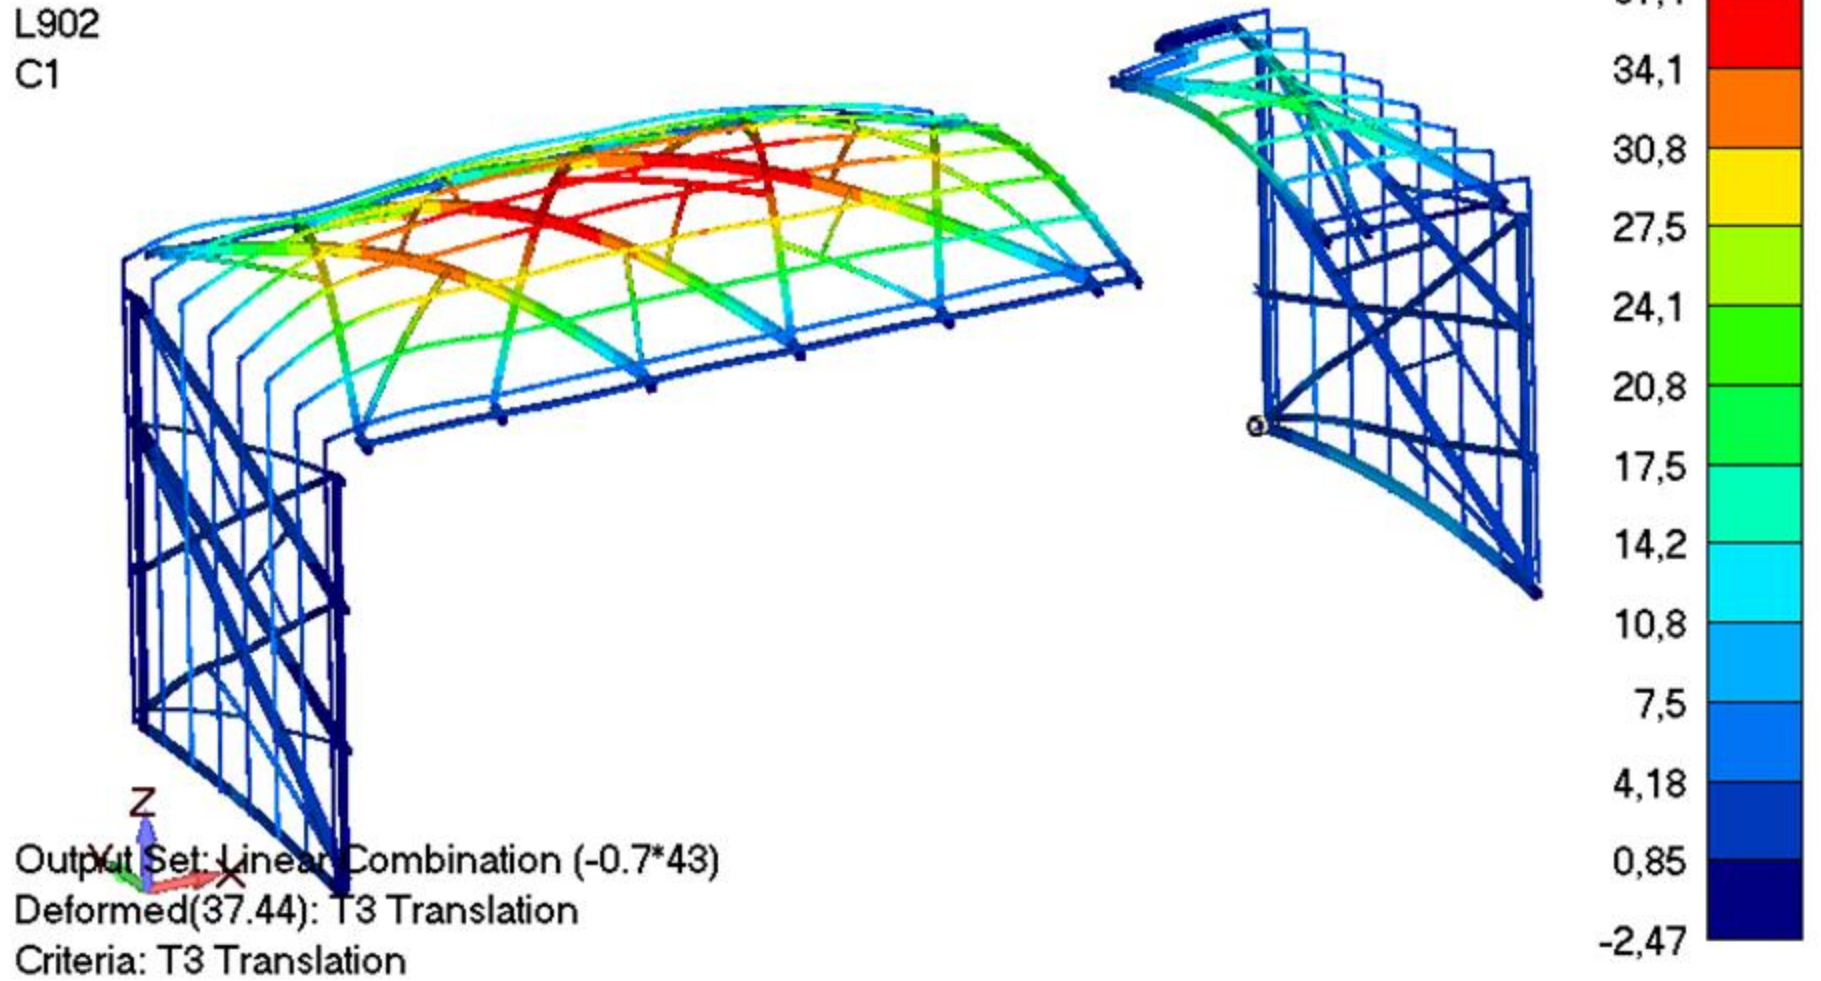 L902
C1
34,1
30,8
27,5
24,1
20,8
17,5
14,2
10,8
7,5
4,18
0,85
-2,47
Z
Y
X
Output Set: Linear Combination (-0.7*43)
Deformed(37.44): T3 Translation
Criteria: T3 Translation